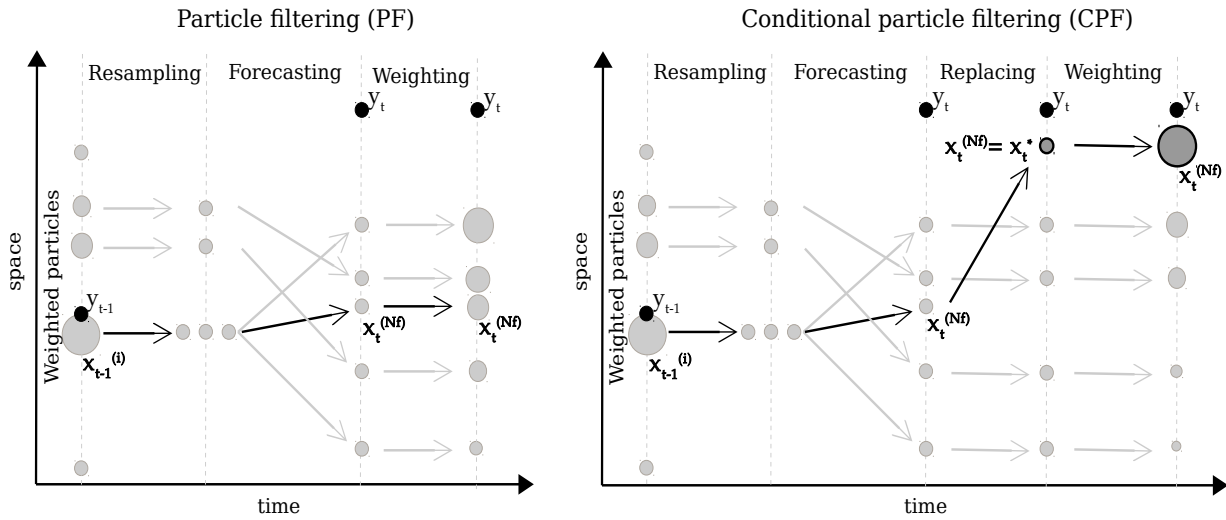 Particle filtering (PF)
Resampling Forecasting Weighting
y_t y_t
space
Weighted particles
y_{t-1}
x_{t-1}^{(i)}
x_t^{(Nf)} x_t^{(Nf)}
time
Conditional particle filtering (CPF)
Resampling Forecasting Replacing Weighting
y_t y_t y_t
x_t^{(Nf)}= x_t^*
x_t^{(Nf)}
space
Weighted particles
y_{t-1}
x_t^{(Nf)}
x_{t-1}^{(i)}
time